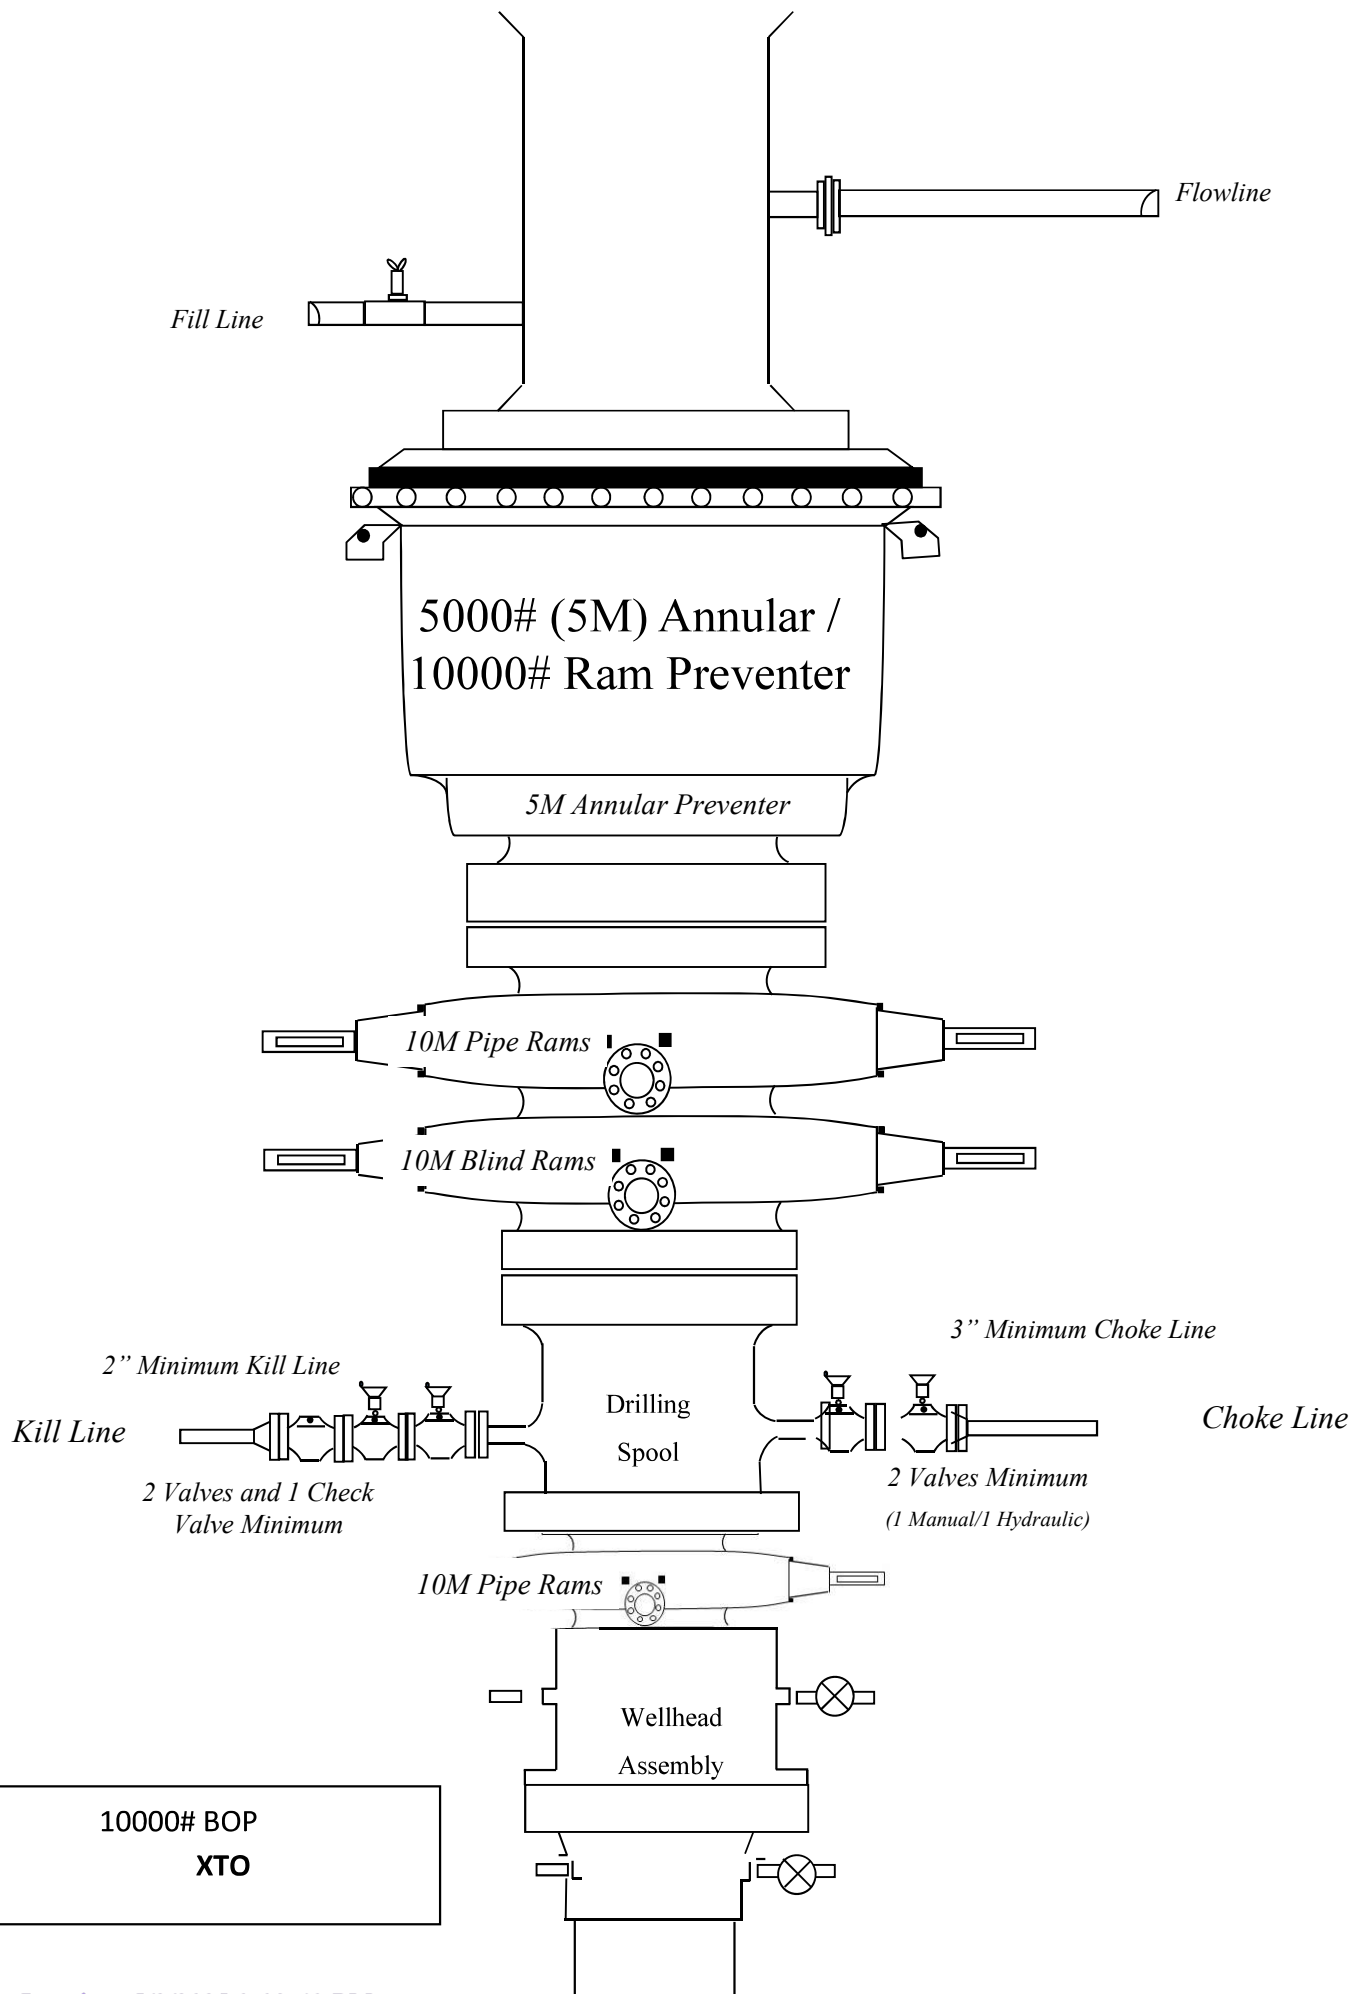 Flowline
Fill Line
5000# (5M) Annular /
10000# Ram Preventer
5M Annular Preventer
10M Pipe Rams
10M Blind Rams
3” Minimum Choke Line
2” Minimum Kill Line
Drilling
Spool
Kill Line
Choke Line
2 Valves and 1 Check
Valve Minimum
2 Valves Minimum
(1 Manual/1 Hydraulic)
10M Pipe Rams
Wellhead
Assembly
10000# BOP
XTO